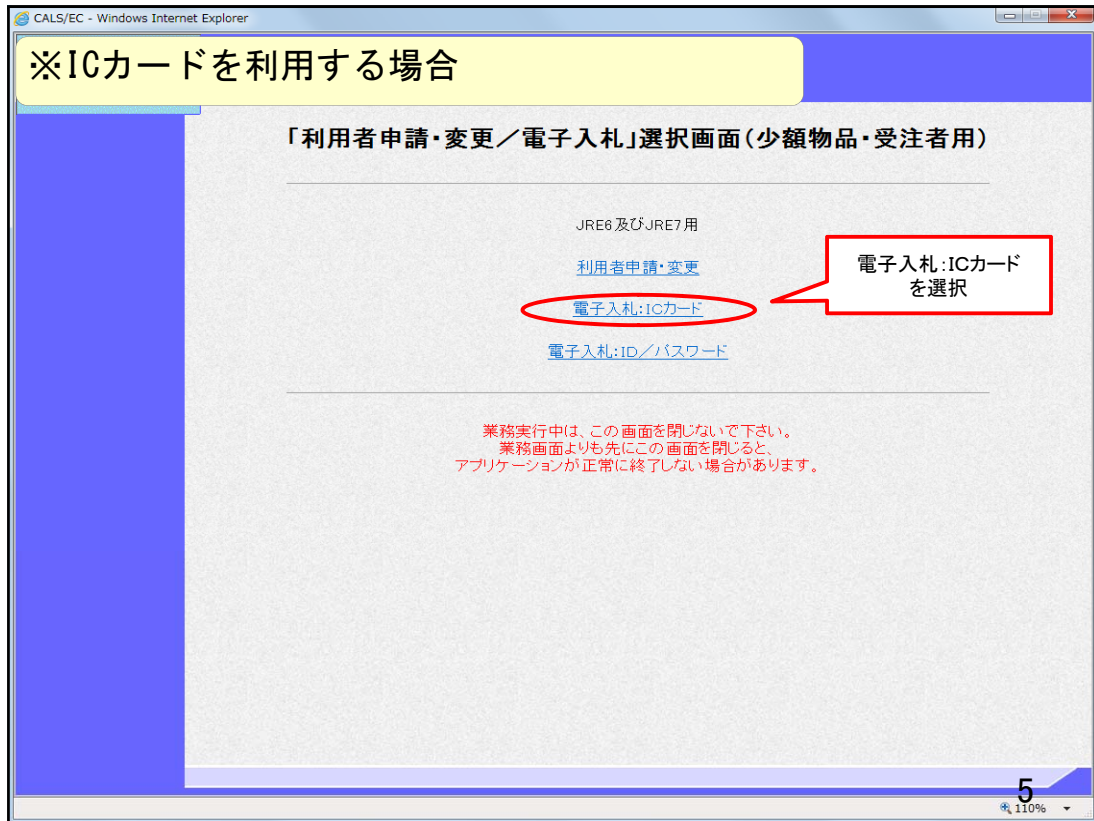 CALS/EC - Windows Internet Explorer
※ICカードを利用する場合
「利用者申請・変更／電子入札」選択画面(少額物品・受注者用)
JRE6及びJRE7用
利用者申請・変更
電子入札:ICカード
電子入札:ICカード
を選択
電子入札:ID／パスワード
業務実行中は、この画面を閉じないで下さい。
業務画面よりも先にこの画面を閉じると、
アプリケーションが正常に終了しない場合があります。
5
110%